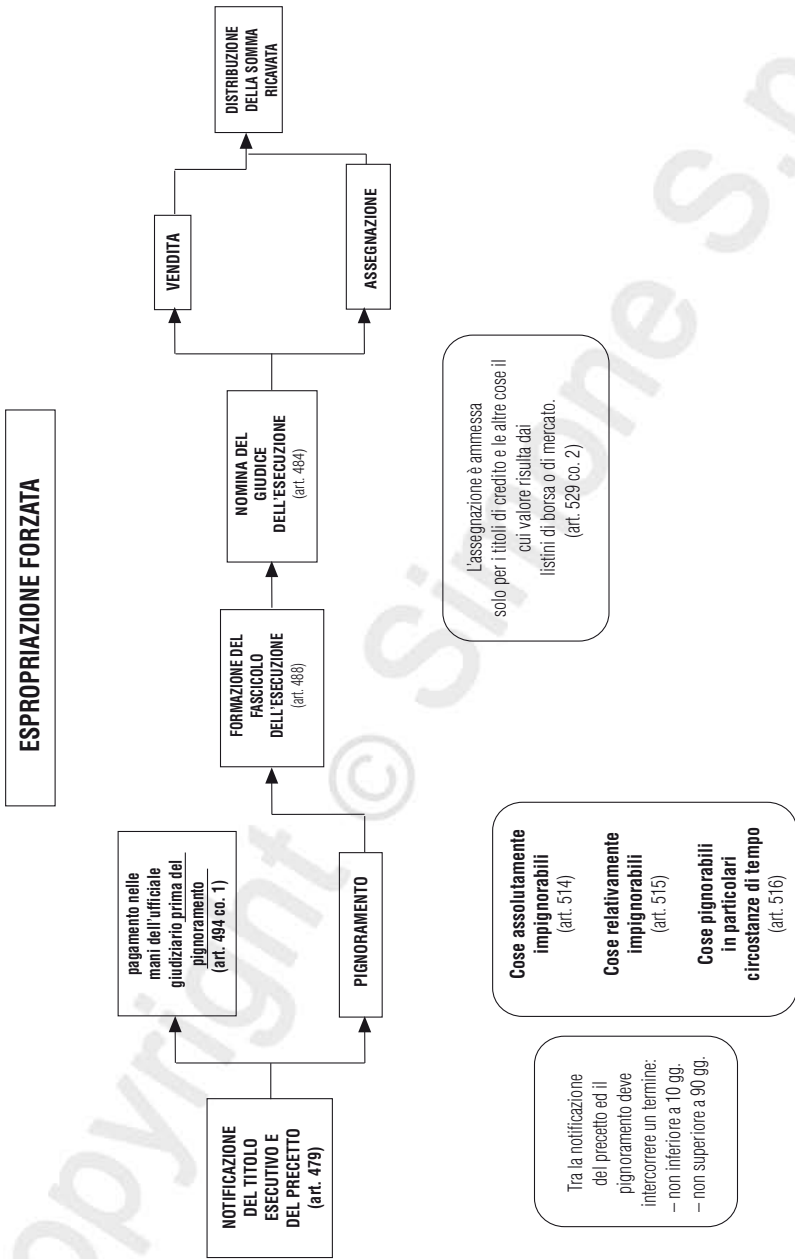 ESPROPRIAZIONE FORZATA
NOTIFICAZIONE
DEL TITOLO
ESECUTIVO E
DEL PRECETTO
(art. 479)
pagamento nelle
mani dell'ufficiale
giudiziario prima del
pignoramento
(art. 494 co. 1)
PIGNORAMENTO
FORMAZIONE DEL
FASCICOLO
DELL'ESECUZIONE
(art. 488)
NOMINA DEL
GIUDICE
DELL'ESECUZIONE
(art. 484)
VENDITA
ASSEGNAZIONE
DISTRIBUZIONE
DELLA SOMMA
RICAVATA
Tra la notificazione
del precetto ed il
pignoramento deve
intercorrere un termine:
– non inferiore a 10 gg.
– non superiore a 90 gg.
Cose assolutamente
impignorabili
(art. 514)
Cose relativamente
impignorabili
(art. 515)
Cose pignorabili
in particolari
circostanze di tempo
(art. 516)
L'assegnazione è ammessa
solo per i titoli di credito e le altre cose il
cui valore risulta dai
listini di borsa o di mercato.
(art. 529 co. 2)
opyright © Simone S.p